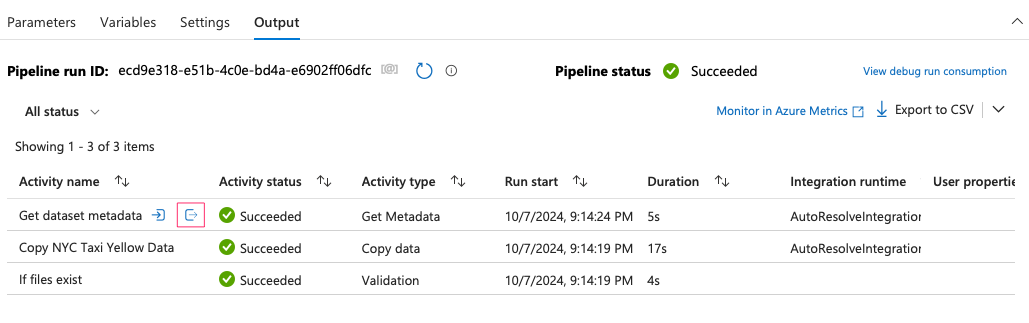 Parameters Variables Settings Output
Pipeline run ID: ecd9e318-e51b-4c0e-bd4a-e6902ff06dfc [@] Pipeline status Succeeded View debug run consumption
All status Monitor in Azure Metrics Export to CSV
Showing 1 - 3 of 3 items
Activity name Activity status Activity type Run start Duration Integration runtime User propertie
Get dataset metadata Succeeded Get Metadata 10/7/2024, 9:14:24 PM 5s AutoResolveIntegration
Copy NYC Taxi Yellow Data Succeeded Copy data 10/7/2024, 9:14:19 PM 17s AutoResolveIntegration
If files exist Succeeded Validation 10/7/2024, 9:14:19 PM 4s